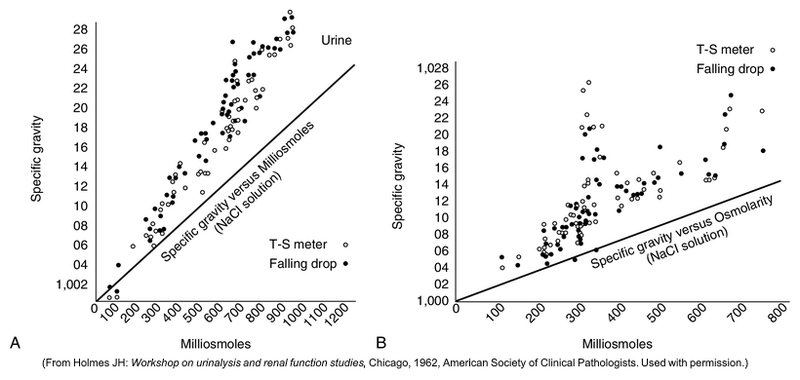 28
26
24
22
20
18
16
14
12
10
08
06
04
1,002
0
Specific gravity
Urine
Specific gravity versus Milliosmoles
(NaCl solution)
T-S meter
Falling drop
0 100 200 300 400 500 600 700 800 900 1000 1100 1200
Milliosmoles
A
T-S meter
Falling drop
1,028
26
24
22
20
18
16
14
12
10
08
06
04
02
1,000
Specific gravity
Specific gravity versus Osmolarity
(NaCl solution)
0 100 200 300 400 500 600 700 800
Milliosmoles
B
(From Holmes JH: Workshop on urinalysis and renal function studies, Chicago, 1962, American Society of Clinical Pathologists. Used with permission.)